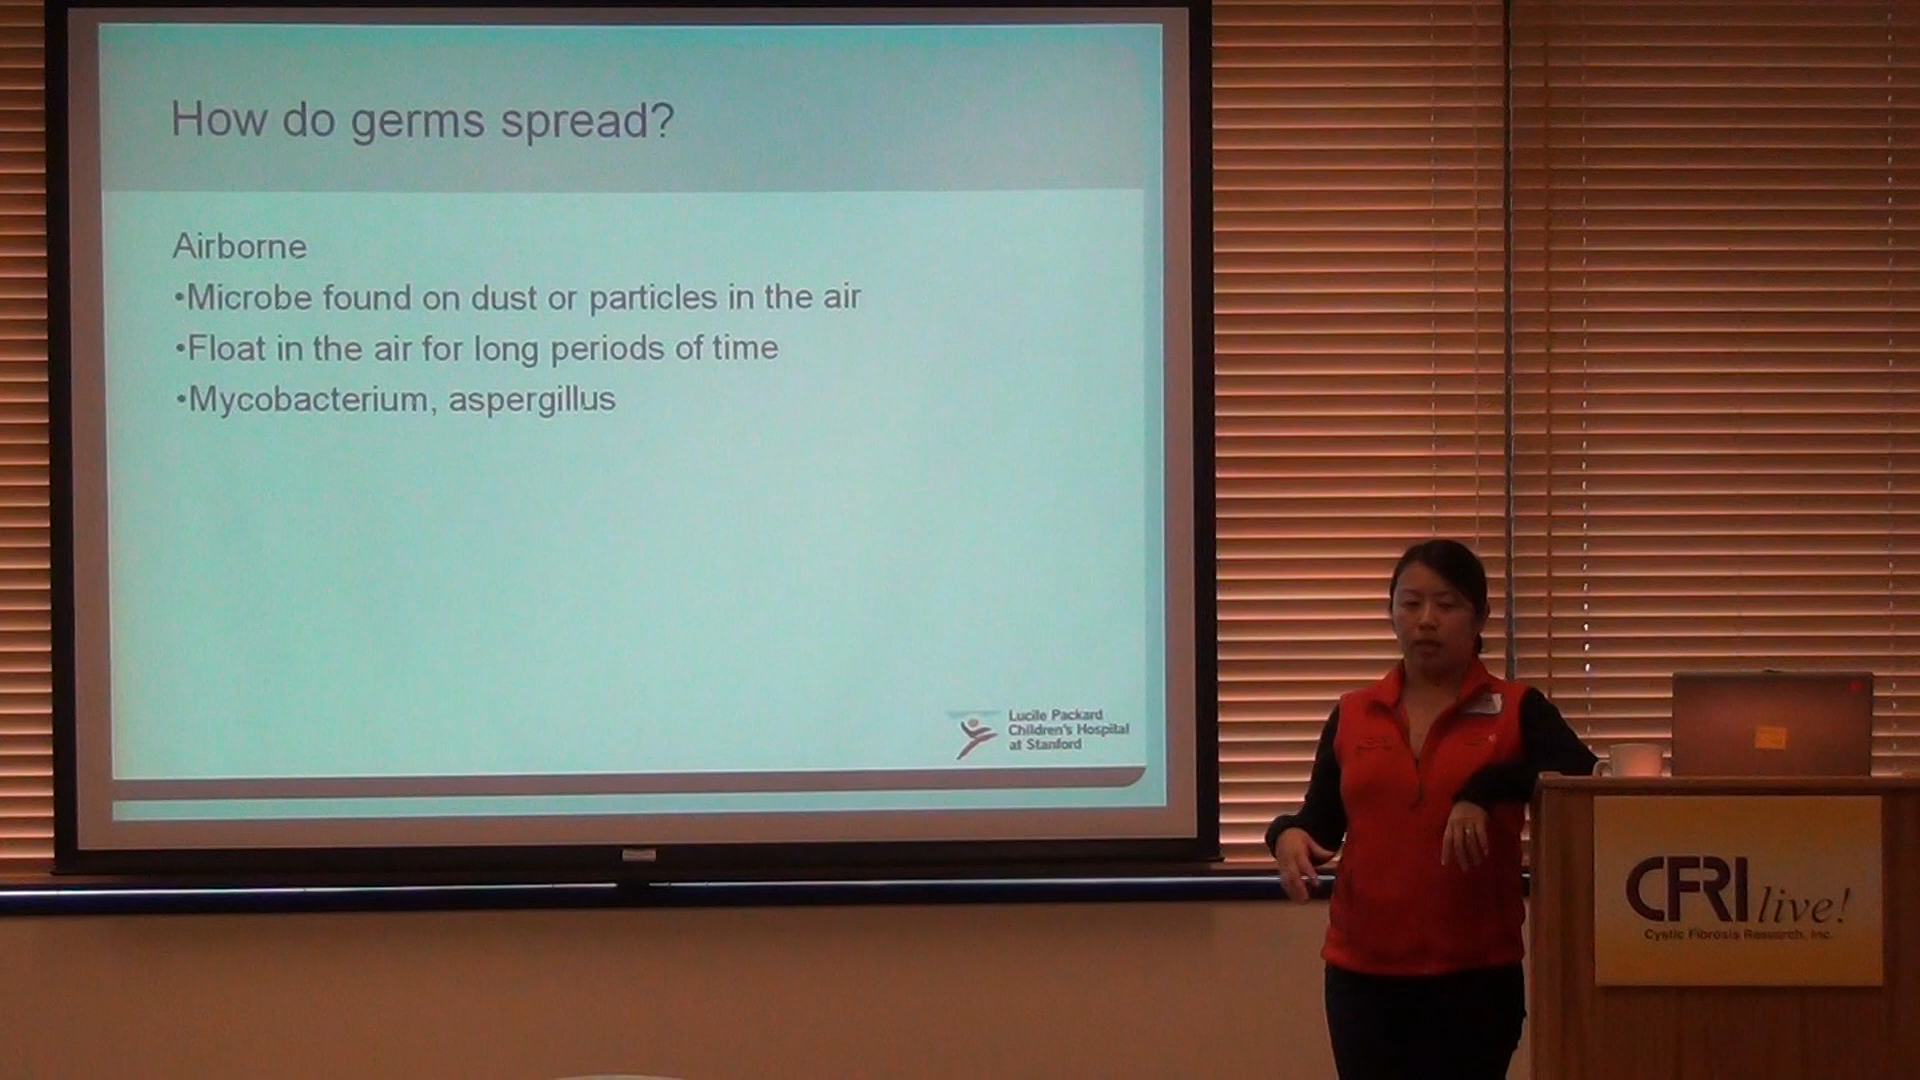 How do germs spread?
Airborne
•Microbe found on dust or particles in the air
•Float in the air for long periods of time
•Mycobacterium, aspergillus
Lucile Packard
Children's Hospital
at Stanford
CFRI live!
Cystic Fibrosis Research, Inc.